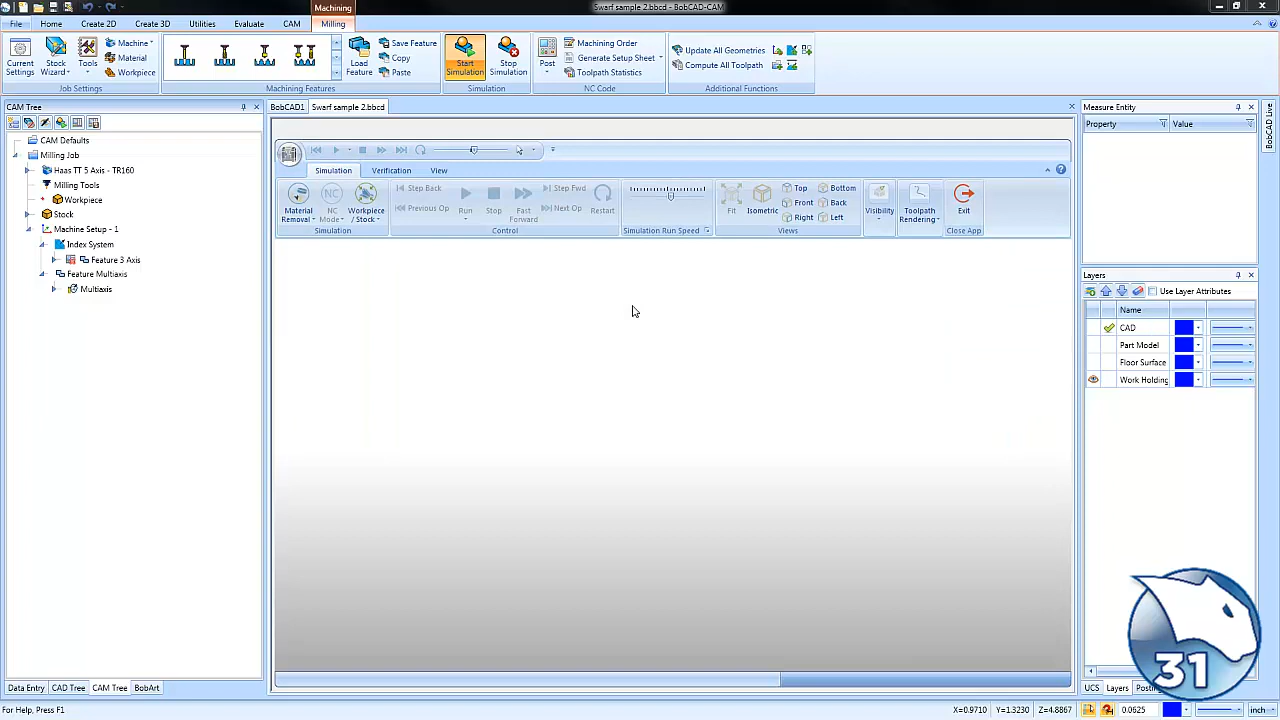 Machining
Swarf sample 2.bbcd - BobCAD-CAM
File Home Create 2D Create 3D Utilities Evaluate CAM Milling
Current Settings
Stock Wizard
Tools
Machine
Material
Workpiece
Job Settings
Load Feature
Save Feature
Copy
Paste
Machining Features
Start Simulation
Stop Simulation
Simulation
Post
Machining Order
Generate Setup Sheet
Toolpath Statistics
NC Code
Update All Geometries
Compute All Toolpath
Additional Functions
CAM Tree
CAM Defaults
Milling Job
Haas TT 5 Axis - TR160
Milling Tools
Workpiece
Stock
Machine Setup - 1
Index System
Feature 3 Axis
Feature Multiaxis
Multiaxis
Data Entry CAD Tree CAM Tree BobArt
BobCAD1 Swarf sample 2.bbcd
Simulation Verification View
Material Removal
NC Mode
Workpiece / Stock
Simulation
Step Back
Previous Op
Run
Stop
Fast Forward
Step Fwd
Next Op
Restart
Control
Simulation Run Speed
Fit
Isometric
Top
Front
Right
Bottom
Back
Left
Views
Visibility
Toolpath Rendering
Exit
Close App
Measure Entity
Property Value
Layers
Use Layer Attributes
Name
CAD
Part Model
Floor Surface
Work Holding
UCS Layers
BobCAD Live
31
For Help, Press F1
X=0.9710 Y=1.3230 Z=4.8867 0.0625 inch